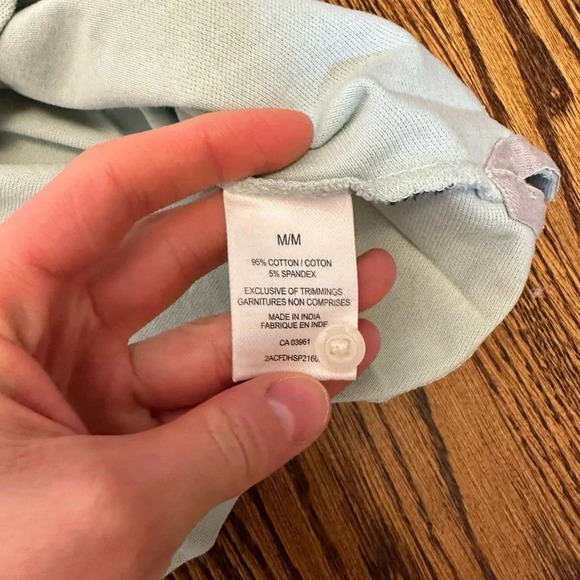 M/M
95% COTTON / COTON
5% SPANDEX
EXCLUSIVE OF TRIMMINGS
GARNITURES NON COMPRISES
MADE IN INDIA
FABRIQUE EN INDE
CA 03961